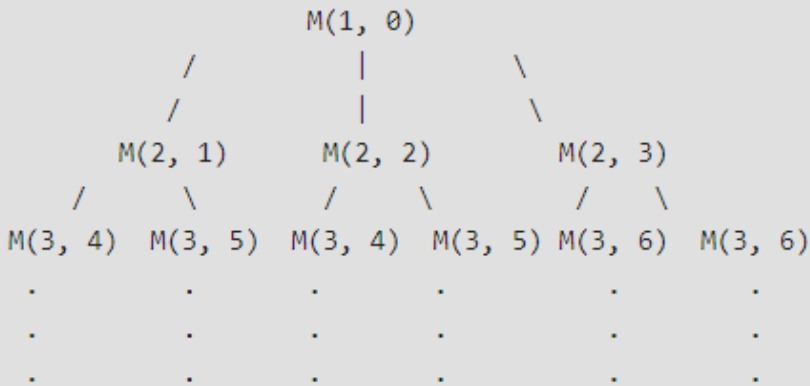 M(1, 0)
/ | \
/ | \
M(2, 1) M(2, 2) M(2, 3)
/ \ / \ / \
M(3, 4) M(3, 5) M(3, 4) M(3, 5) M(3, 6) M(3, 6)
. . . . . .
. . . . . .
. . . . . .